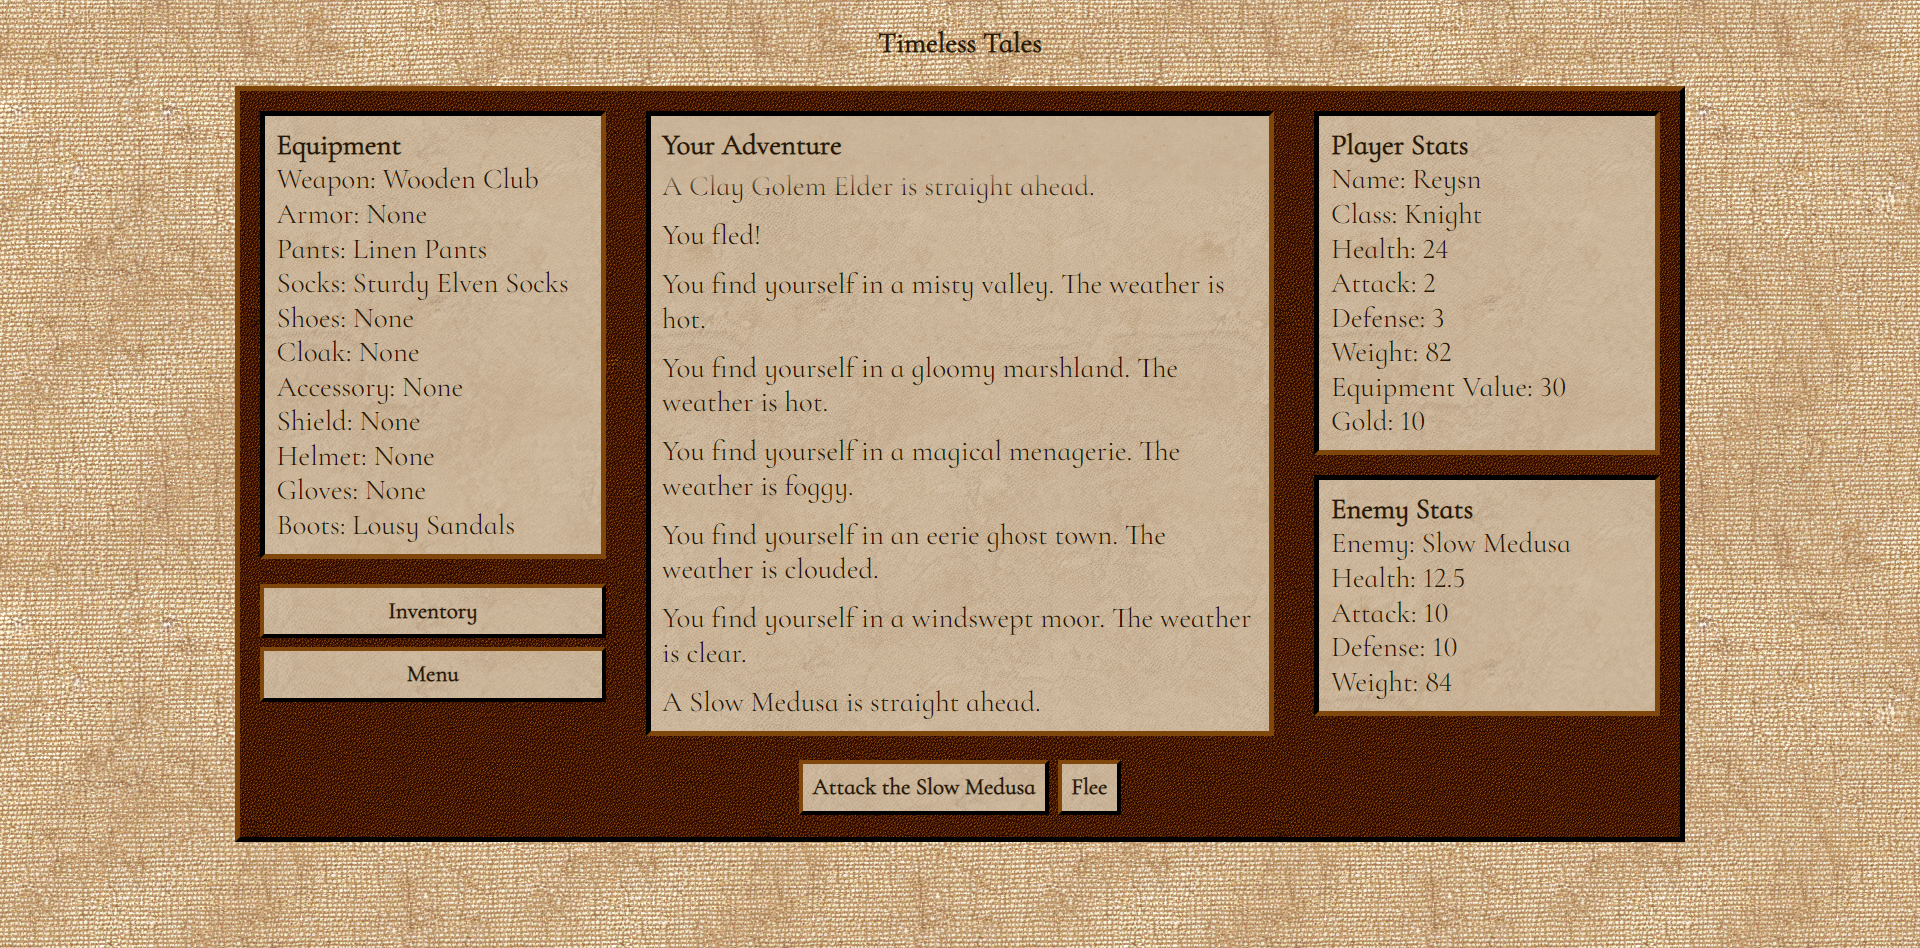 Timeless Tales
Equipment
Weapon: Wooden Club
Armor: None
Pants: Linen Pants
Socks: Sturdy Elven Socks
Shoes: None
Cloak: None
Accessory: None
Shield: None
Helmet: None
Gloves: None
Boots: Lousy Sandals
Inventory
Menu
Your Adventure
A Clay Golem Elder is straight ahead.
You fled!
You find yourself in a misty valley. The weather is
hot.
You find yourself in a gloomy marshland. The
weather is hot.
You find yourself in a magical menagerie. The
weather is foggy.
You find yourself in an eerie ghost town. The
weather is clouded.
You find yourself in a windswept moor. The weather
is clear.
A Slow Medusa is straight ahead.
Attack the Slow Medusa
Flee
Player Stats
Name: Reysn
Class: Knight
Health: 24
Attack: 2
Defense: 3
Weight: 82
Equipment Value: 30
Gold: 10
Enemy Stats
Enemy: Slow Medusa
Health: 12.5
Attack: 10
Defense: 10
Weight: 84